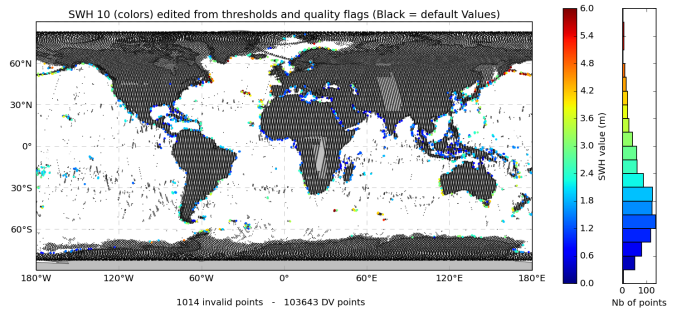 SWH 10 (colors) edited from thresholds and quality flags (Black = default Values)
60°N
30°N
0°
30°S
60°S
180°W 120°W 60°W 0° 60°E 120°E 180°E
1014 invalid points - 103643 DV points
6.0
5.4
4.8
4.2
3.6
3.0
2.4
1.8
1.2
0.6
0.0
SWH value (m)
0 100
Nb of points